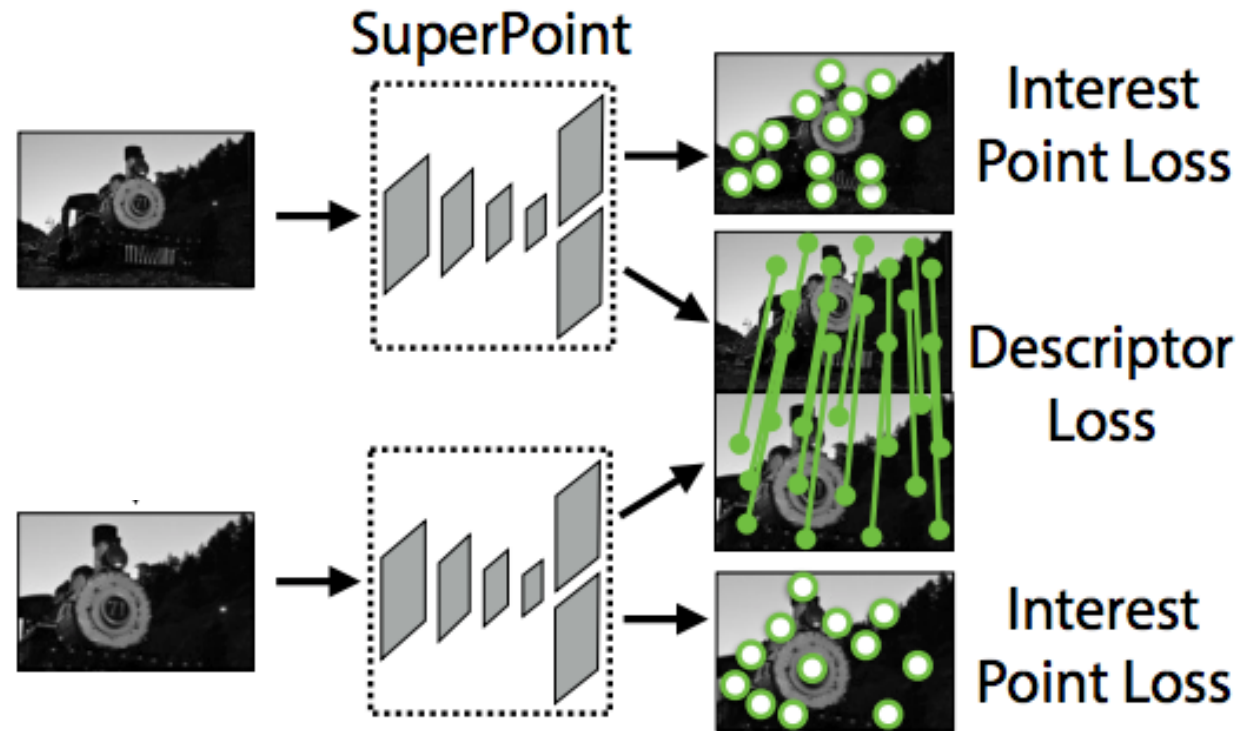 SuperPoint
Interest
Point Loss
Descriptor
Loss
Interest
Point Loss